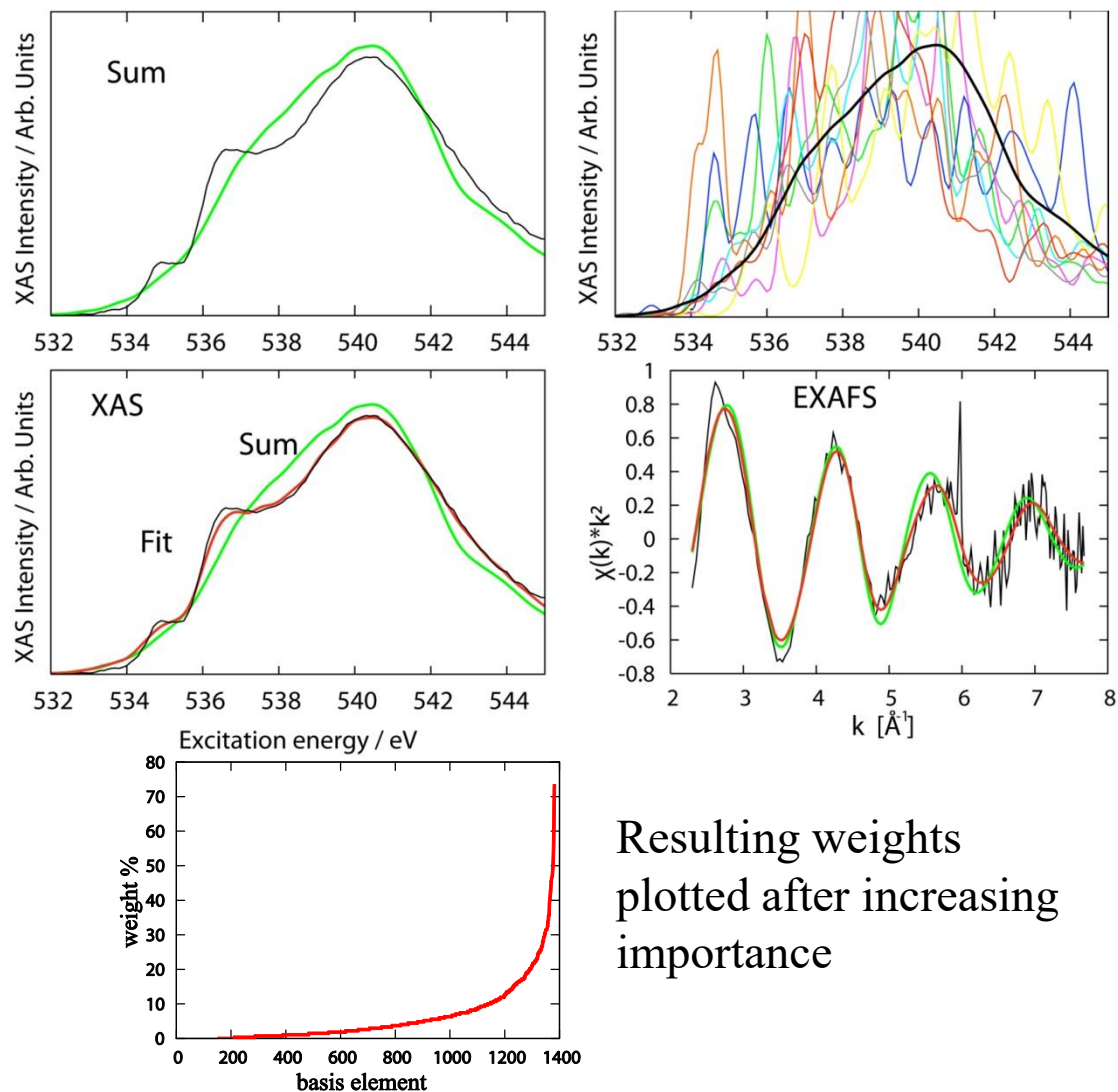 XAS Intensity / Arb. Units
Sum
532 534 536 538 540 542 544
XAS Intensity / Arb. Units
532 534 536 538 540 542 544
XAS Intensity / Arb. Units
XAS
Sum
Fit
532 534 536 538 540 542 544
Excitation energy / eV
χ(k)*k²
1
0.8
0.4
0
-0.2
-0.4
-0.6
-0.8
EXAFS
2 3 4 5 6 7 8
k [Å-1]
weight %
80
70
60
50
40
30
20
10
0
0 200 400 600 800 1000 1200 1400
basis element
Resulting weights
plotted after increasing
importance